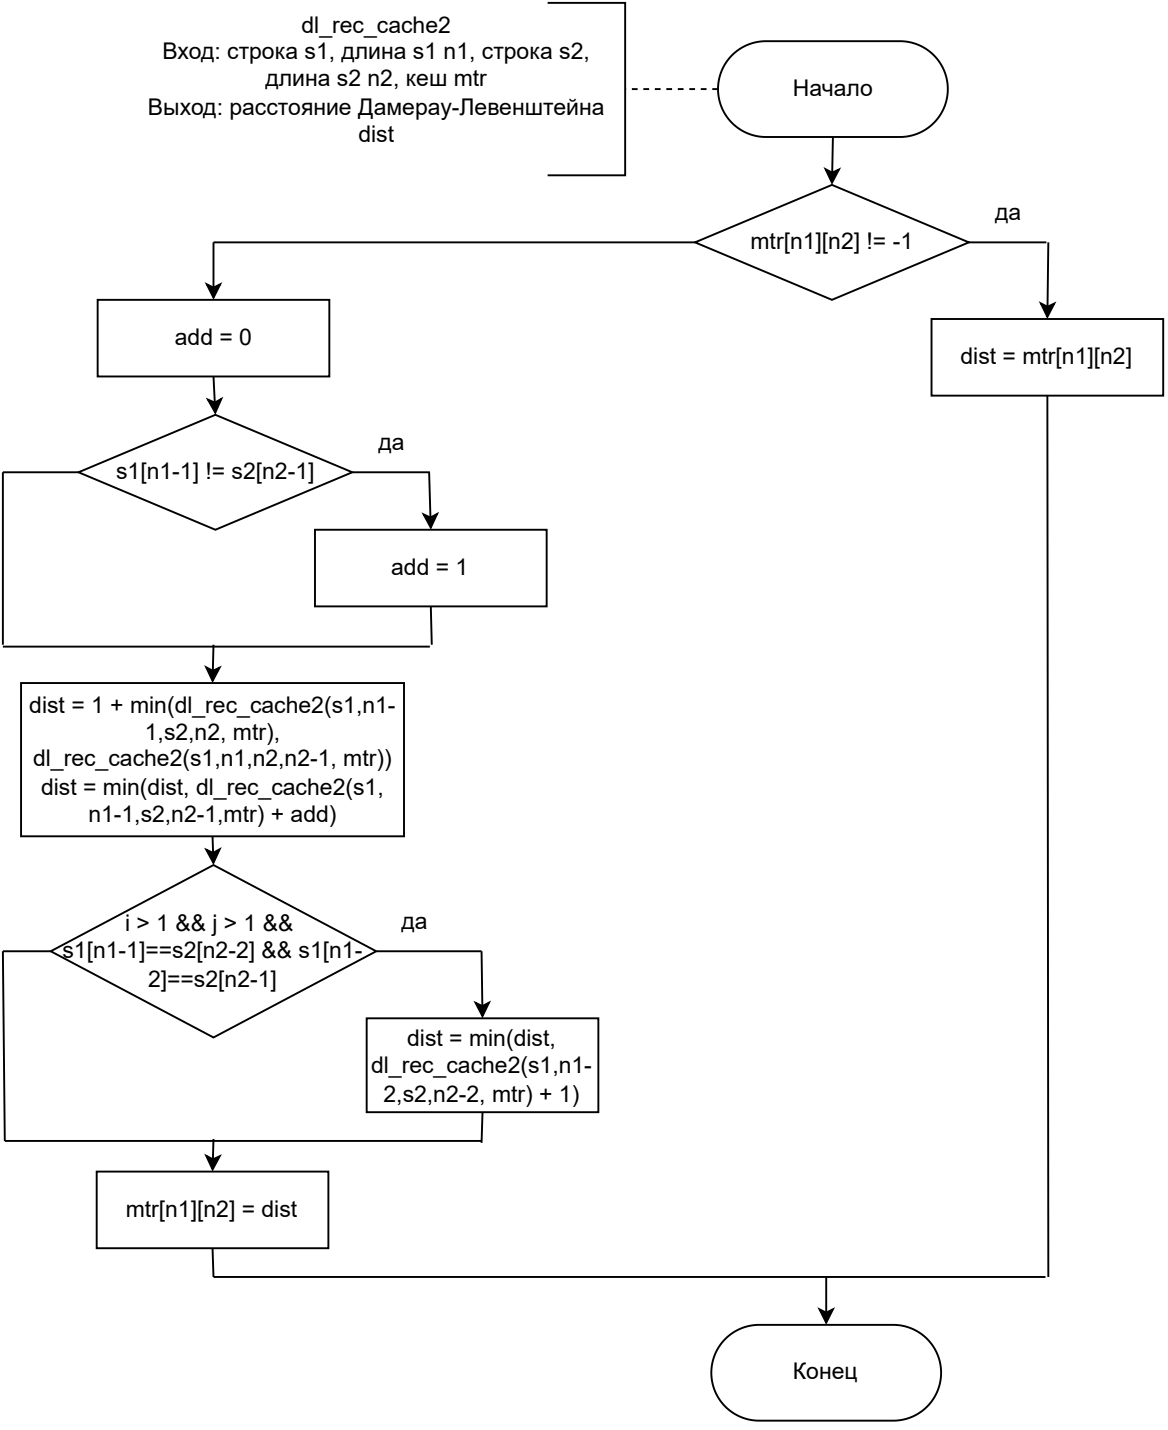 dl_rec_cache2
Вход: строка s1, длина s1 n1, строка s2,
длина s2 n2, кеш mtr
Выход: расстояние Дамерау-Левенштейна
dist
Начало
mtr[n1][n2] != -1
да
add = 0
dist = mtr[n1][n2]
s1[n1-1] != s2[n2-1]
да
add = 1
dist = 1 + min(dl_rec_cache2(s1,n1-
1,s2,n2, mtr),
dl_rec_cache2(s1,n1,n2,n2-1, mtr))
dist = min(dist, dl_rec_cache2(s1,
n1-1,s2,n2-1,mtr) + add)
i > 1 && j > 1 &&
s1[n1-1]==s2[n2-2] && s1[n1-
2]==s2[n2-1]
да
dist = min(dist,
dl_rec_cache2(s1,n1-
2,s2,n2-2, mtr) + 1)
mtr[n1][n2] = dist
Конец